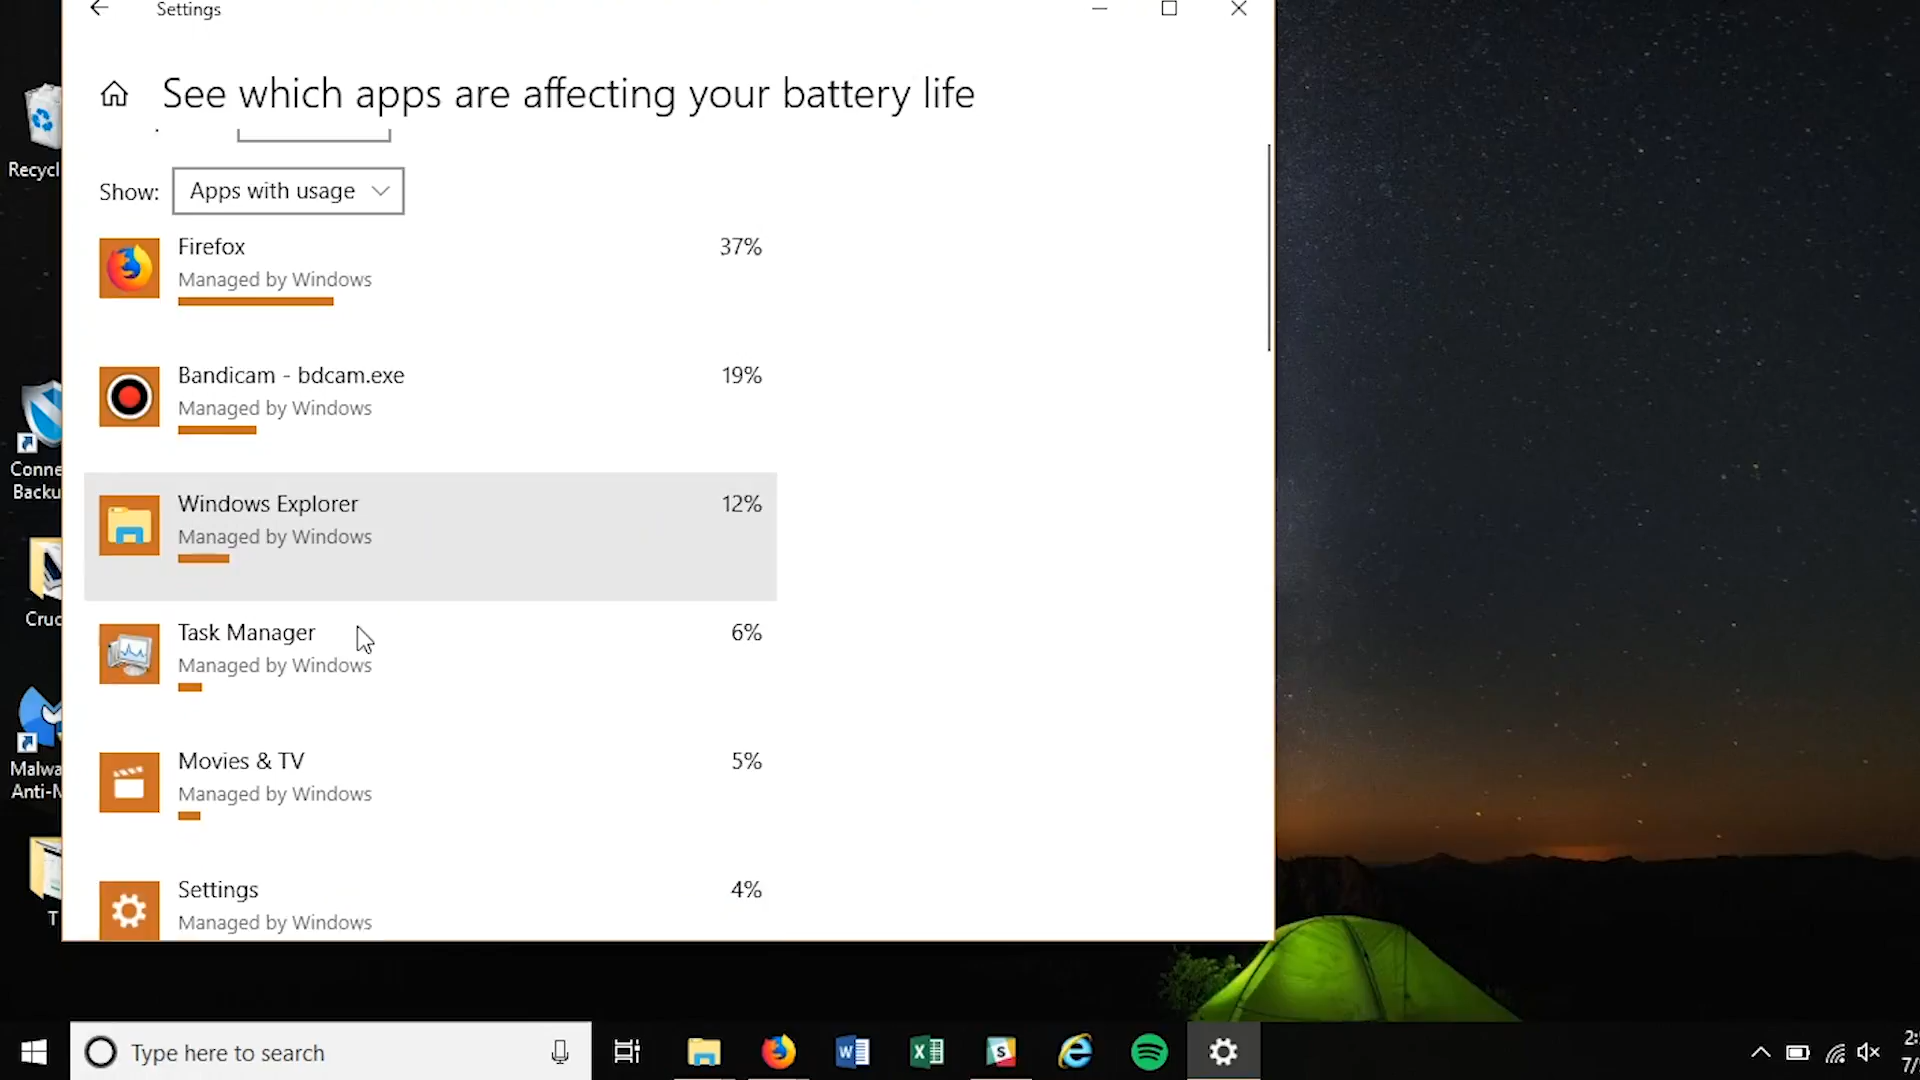 Settings
See which apps are affecting your battery life
Show: Apps with usage
Firefox 37%
Managed by Windows
Bandicam - bdcam.exe 19%
Managed by Windows
Windows Explorer 12%
Managed by Windows
Task Manager 6%
Managed by Windows
Movies & TV 5%
Managed by Windows
Settings 4%
Managed by Windows
Recycl
Conne
Backu
Cruc
Malwa
Anti-M
T
Type here to search
2:
7/